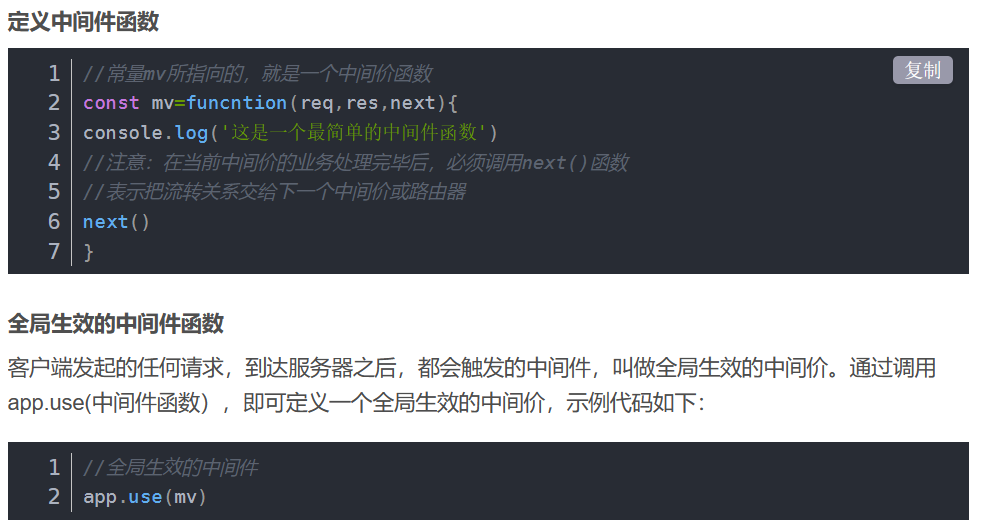 定义中间件函数
复制
1 //常量mv所指向的，就是一个中间价函数
2 const mv=funcntion(req,res,next){
3 console.log('这是一个最简单的中间件函数')
4 //注意：在当前中间价的业务处理完毕后，必须调用next()函数
5 //表示把流转关系交给下一个中间价或路由器
6 next()
7 }
全局生效的中间件函数
客户端发起的任何请求，到达服务器之后，都会触发的中间件，叫做全局生效的中间价。通过调用
app.use(中间件函数），即可定义一个全局生效的中间价，示例代码如下：
1 //全局生效的中间件
2 app.use(mv)